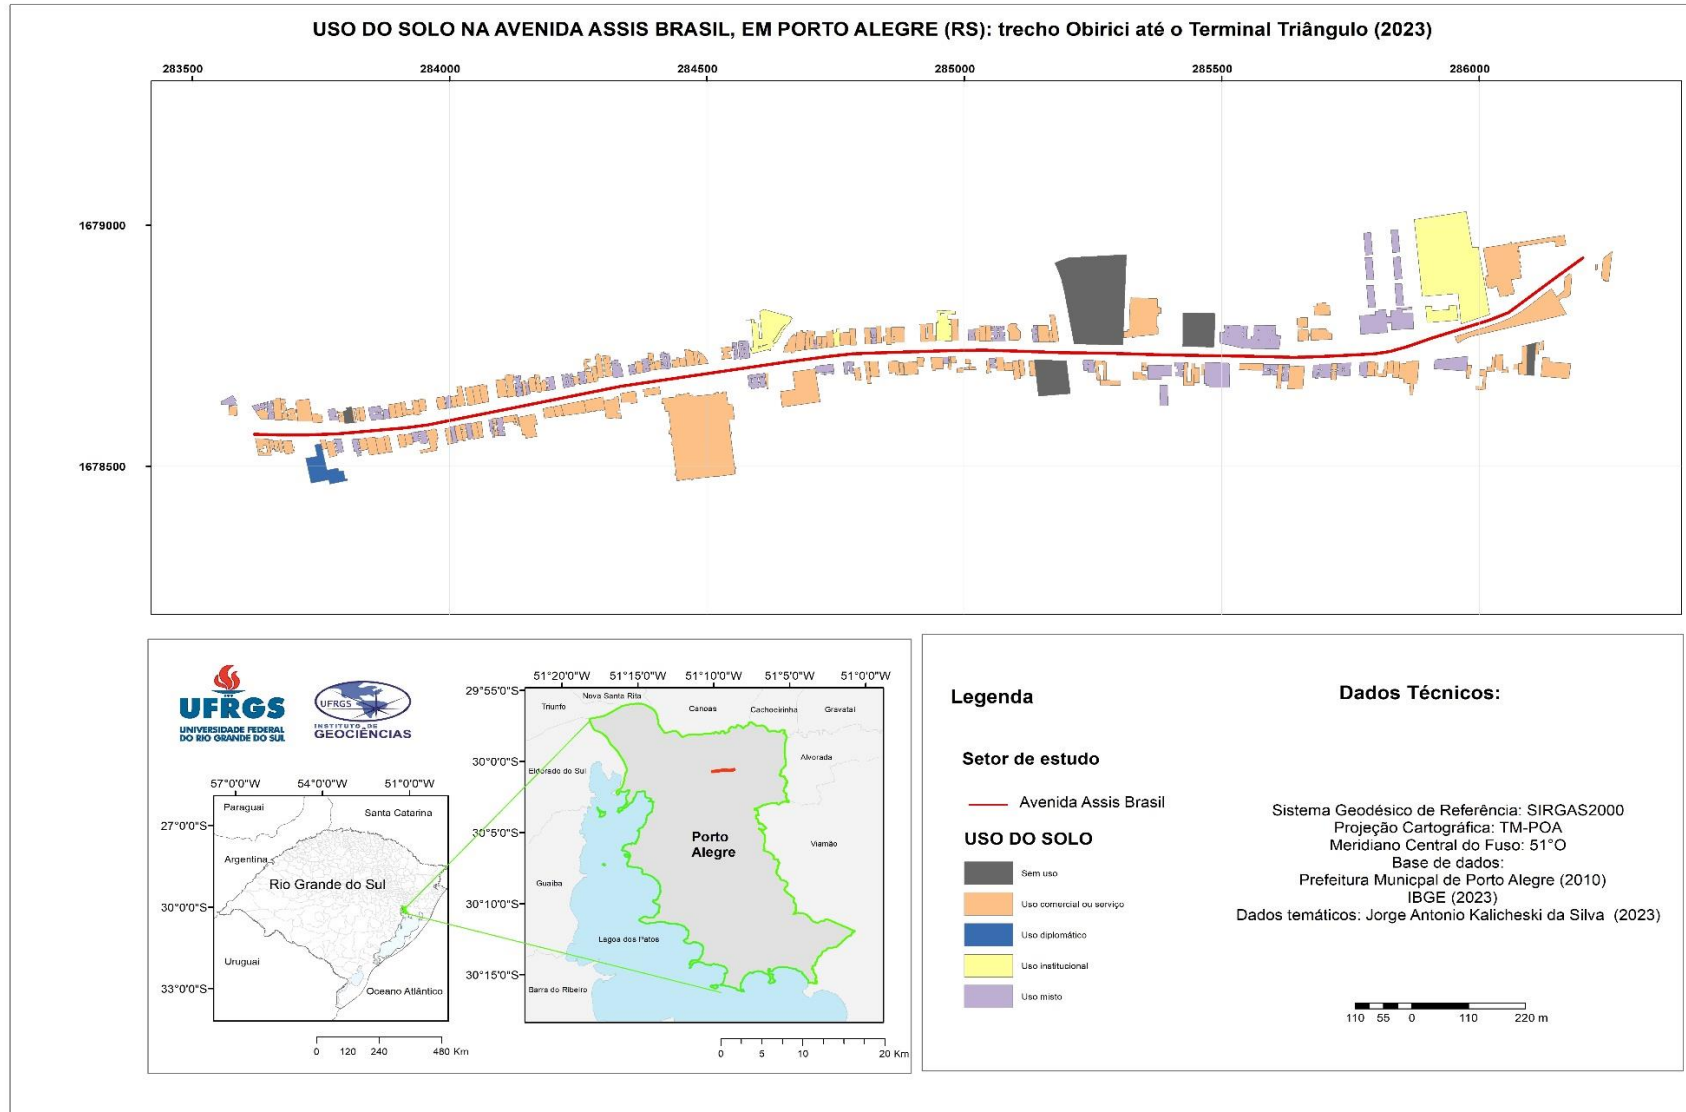 USO DO SOLO NA AVENIDA ASSIS BRASIL, EM PORTO ALEGRE (RS): trecho Obirici até o Terminal Triângulo (2023)
283500 284000 284500 285000 285500 286000
1679000
1678500
UFRGS
UNIVERSIDADE FEDERAL
DO RIO GRANDE DO SUL
UFRGS
INSTITUTO DE
GEOCIÊNCIAS
57°0'0"W 54°0'0"W 51°0'0"W
27°0'0"S
30°0'0"S
33°0'0"S
Paraguai
Santa Catarina
Argentina
Rio Grande do Sul
Uruguai
Oceano Atlântico
0 120 240 480 Km
51°20'0"W 51°15'0"W 51°10'0"W 51°5'0"W 51°0'0"W
29°55'0"S
30°0'0"S
30°5'0"S
30°10'0"S
30°15'0"S
Nova Santa Rita
Triunfo
Canoas
Cachoeirinha
Gravataí
Eldorado do Sul
Alvorada
Porto
Alegre
Viamão
Guaíba
Lagoa dos Patos
Barra do Ribeiro
0 5 10 20 Km
Legenda
Setor de estudo
Avenida Assis Brasil
USO DO SOLO
Sem uso
Uso comercial ou serviço
Uso diplomático
Uso institucional
Uso misto
Dados Técnicos:
Sistema Geodésico de Referência: SIRGAS2000
Projeção Cartográfica: TM-POA
Meridiano Central do Fuso: 51°O
Base de dados:
Prefeitura Municpal de Porto Alegre (2010)
IBGE (2023)
Dados temáticos: Jorge Antonio Kalicheski da Silva (2023)
110 55 0 110 220 m